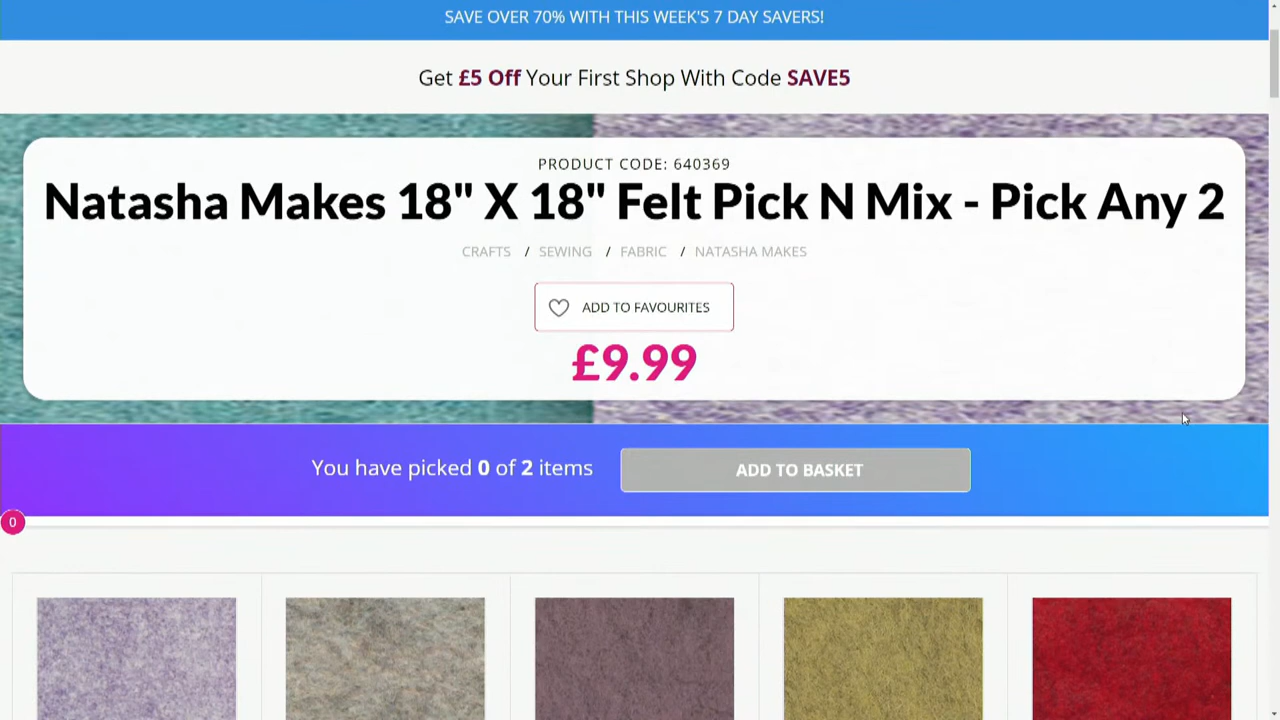 SAVE OVER 70% WITH THIS WEEK'S 7 DAY SAVERS!
Get £5 Off Your First Shop With Code SAVE5
PRODUCT CODE: 640369
Natasha Makes 18" X 18" Felt Pick N Mix - Pick Any 2
CRAFTS / SEWING / FABRIC / NATASHA MAKES
ADD TO FAVOURITES
£9.99
You have picked 0 of 2 items
ADD TO BASKET
0